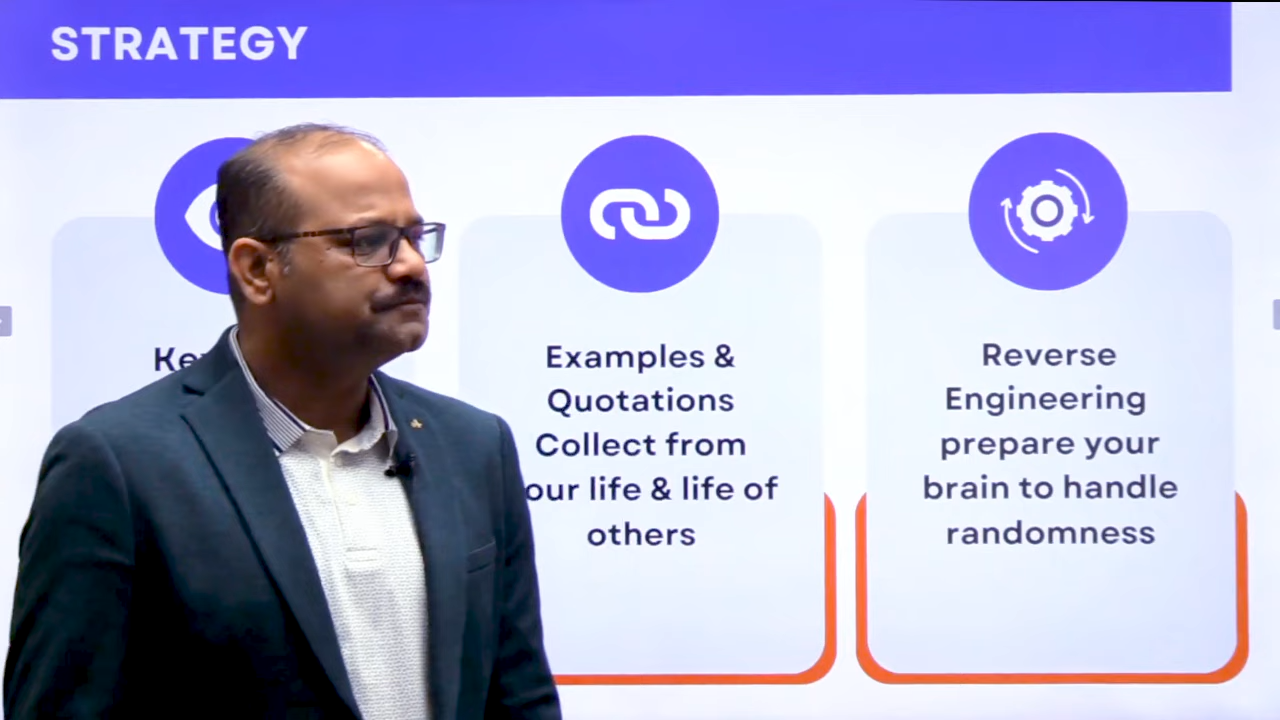 STRATEGY
Examples &
Quotations
Collect from
our life & life of
others
Reverse
Engineering
prepare your
brain to handle
randomness